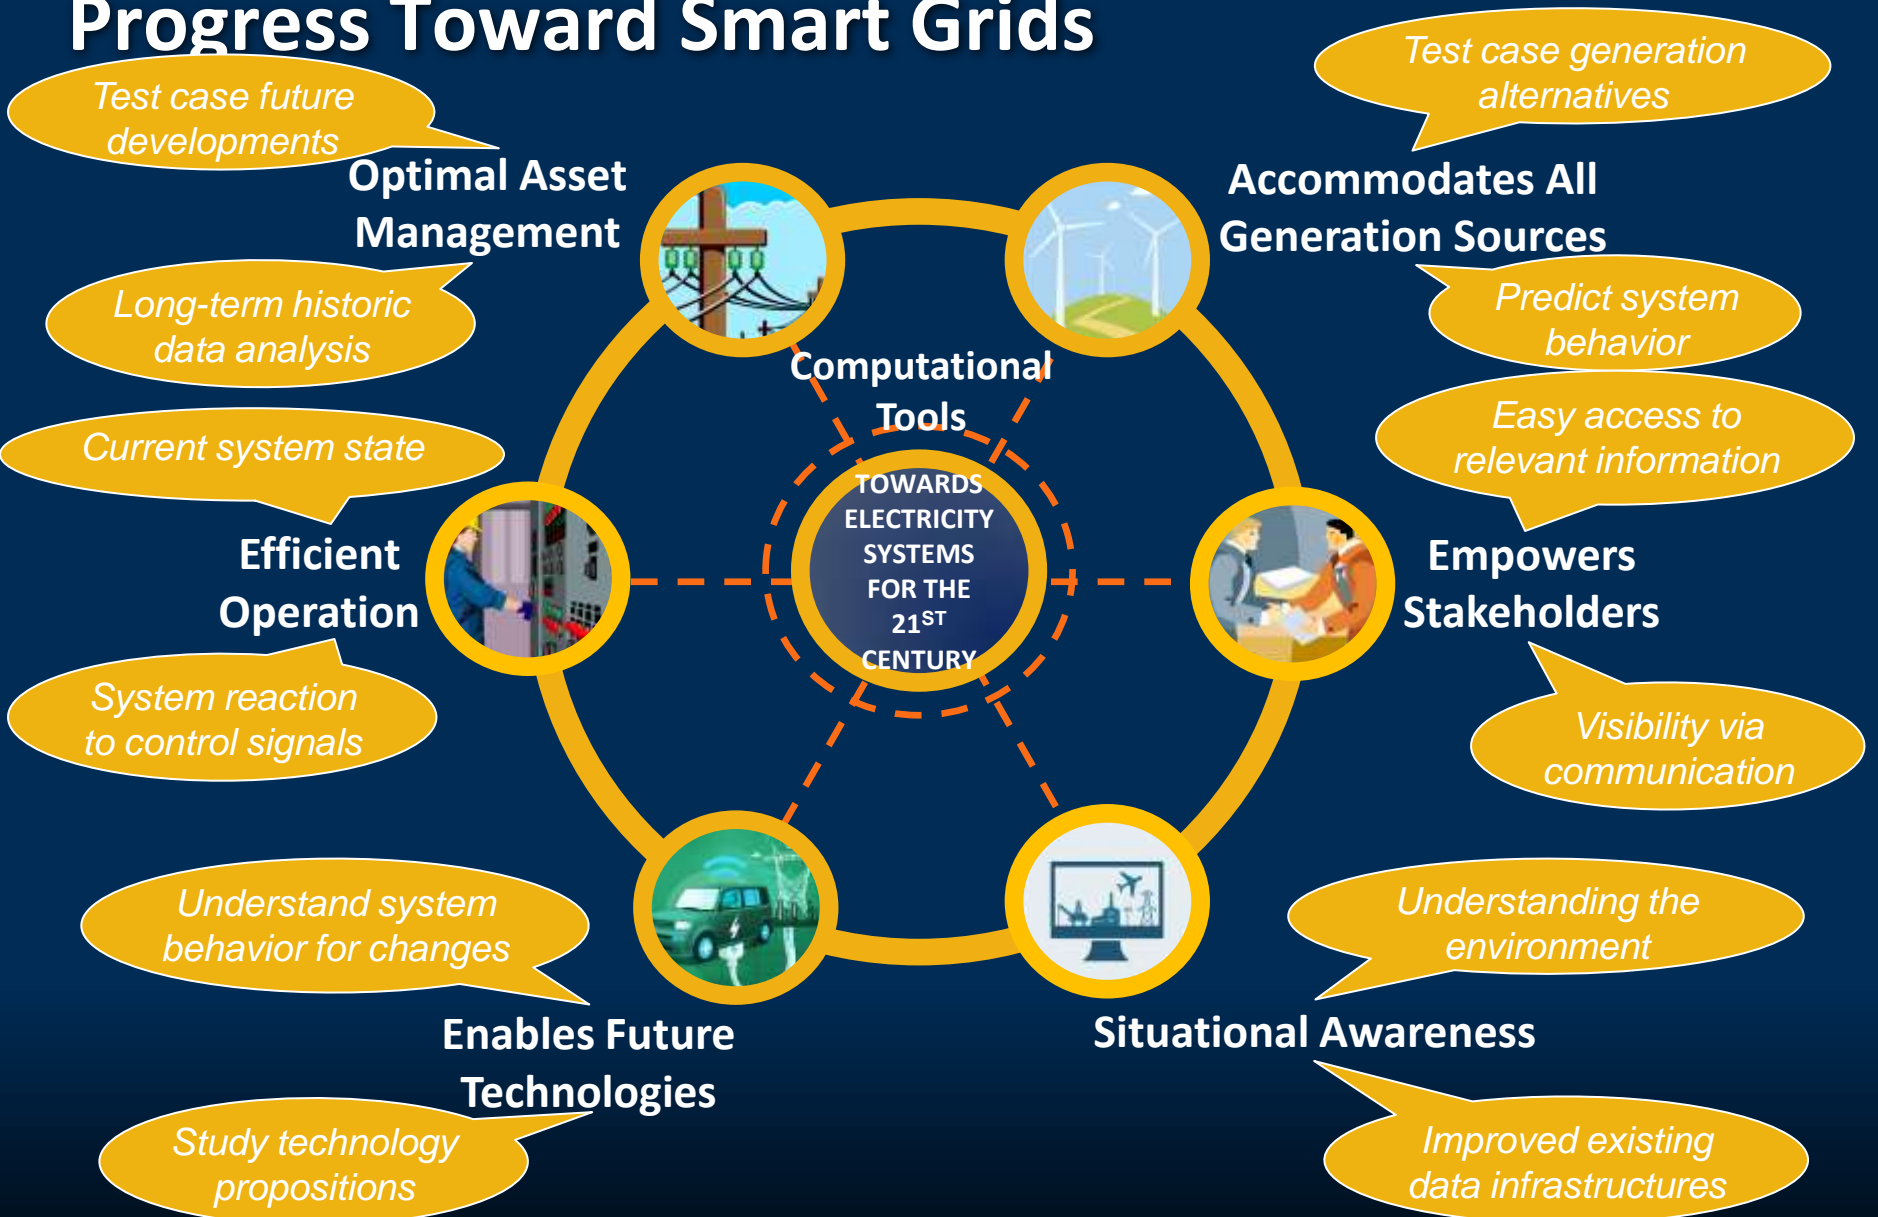 Progress Toward Smart Grids
Test case future
developments
Optimal Asset
Management
Long-term historic
data analysis
Test case generation
alternatives
Accommodates All
Generation Sources
Predict system
behavior
Computational
Tools
TOWARDS
ELECTRICITY
SYSTEMS
FOR THE
21ST
CENTURY
Current system state
Efficient
Operation
System reaction
to control signals
Easy access to
relevant information
Empowers
Stakeholders
Visibility via
communication
Understand system
behavior for changes
Enables Future
Technologies
Study technology
propositions
Understanding the
environment
Situational Awareness
Improved existing
data infrastructures